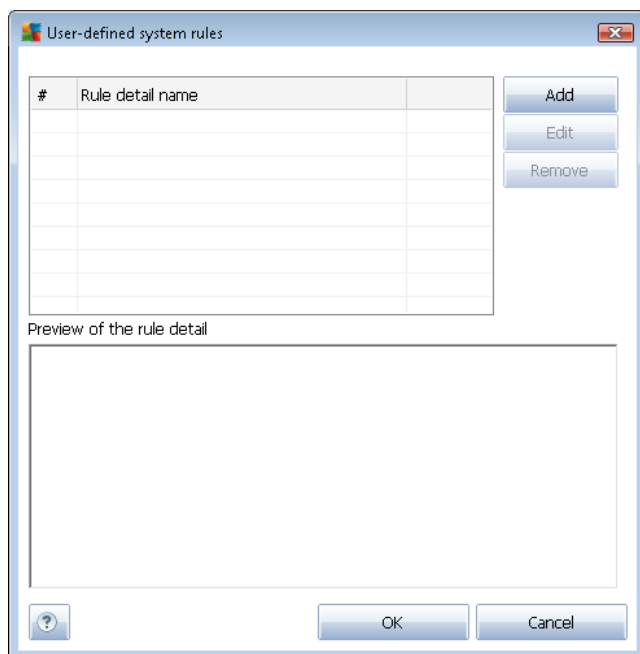 User-defined system rules
# Rule detail name
Add
Edit
Remove
Preview of the rule detail
?
OK
Cancel